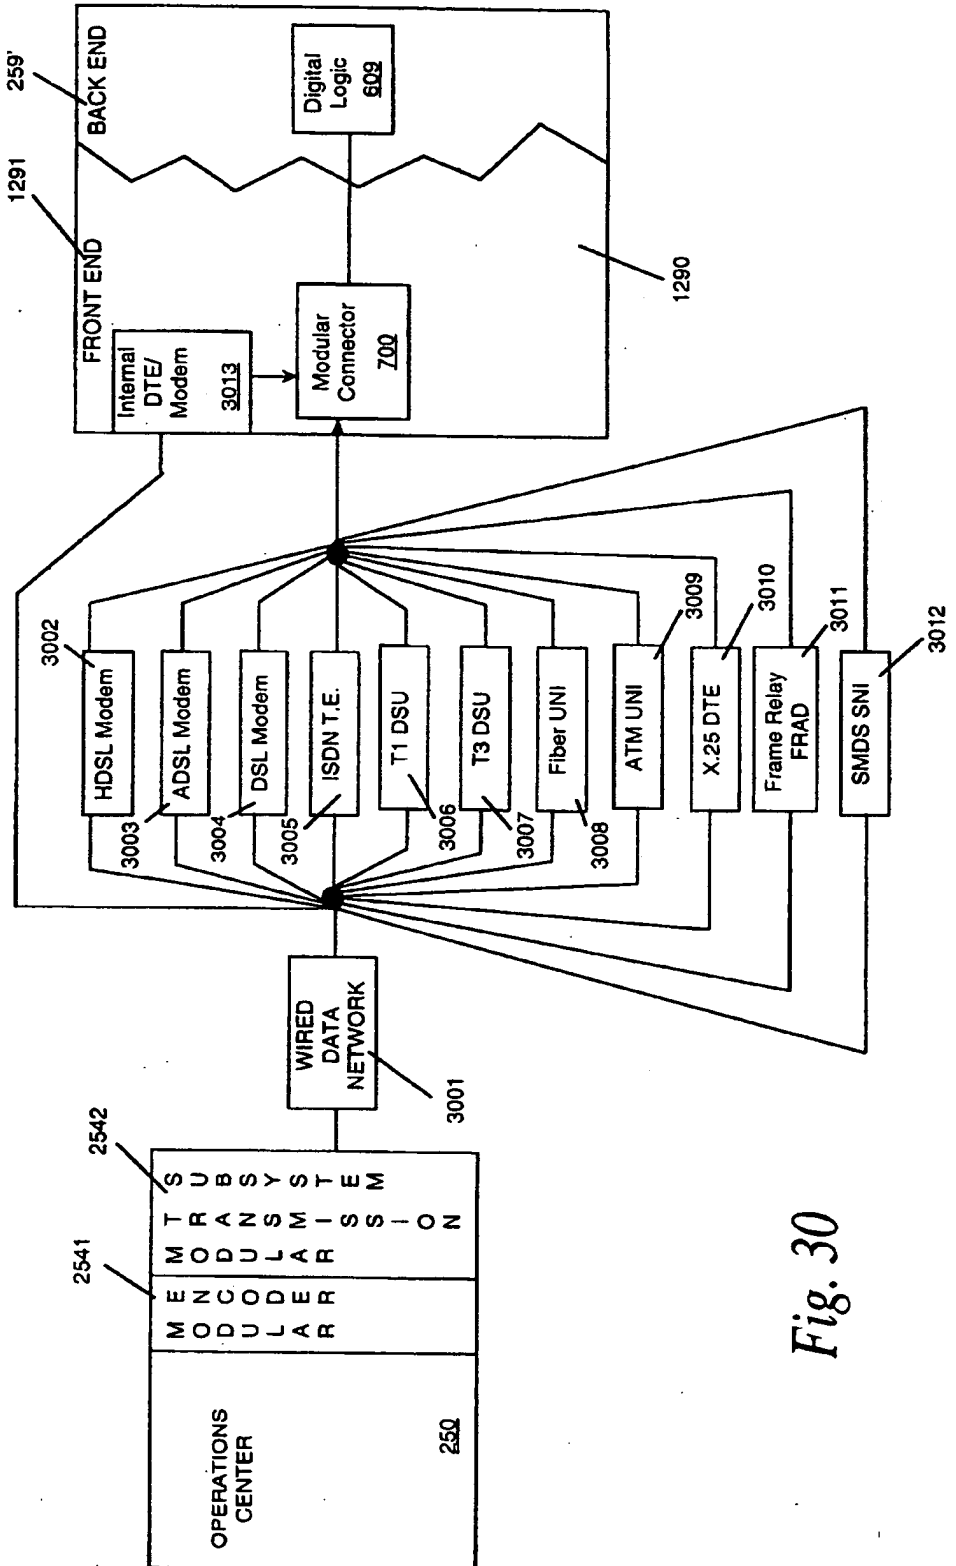 OPERATIONS
CENTER
250
2541
MODULAR
ENCODER
2542
MODULAR
TRANSMISSION
SUBSYSTEM
WIRED
DATA
NETWORK
3001
HDSL Modem
3002
ADSL Modem
3003
DSL Modem
3004
ISDN T.E.
3005
T1 DSU
3006
T3 DSU
3007
Fiber UNI
3008
ATM UNI
3009
X.25 DTE
3010
Frame Relay
FRAD
3011
SMDS SNI
3012
1291
259'
FRONT END
BACK END
Internal
DTE/
Modem
3013
Modular
Connector
700
Digital
Logic
609
1290
Fig. 30